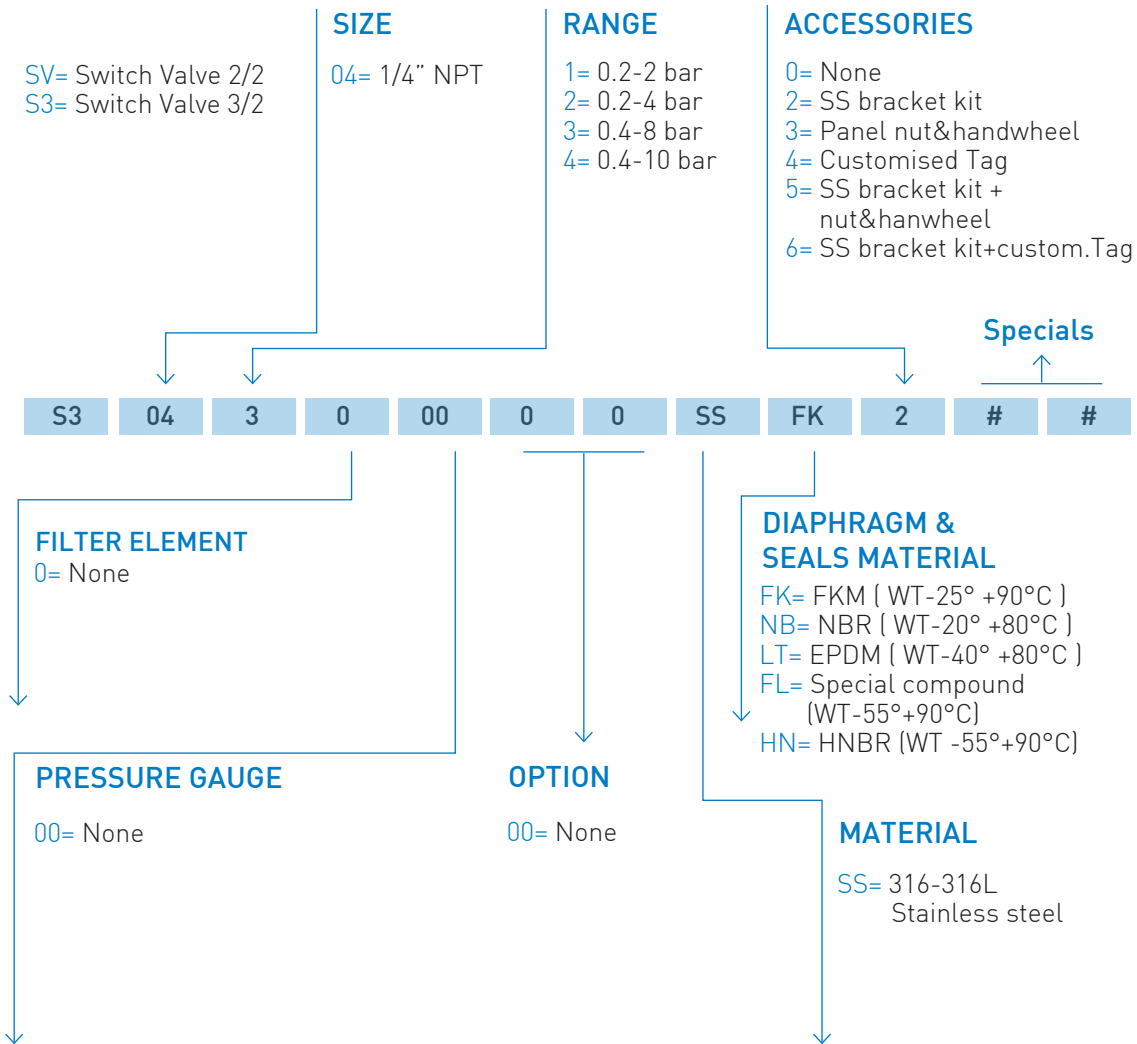 SV= Switch Valve 2/2
S3= Switch Valve 3/2
SIZE
04= 1/4” NPT
RANGE
1= 0.2-2 bar
2= 0.2-4 bar
3= 0.4-8 bar
4= 0.4-10 bar
ACCESSORIES
0= None
2= SS bracket kit
3= Panel nut&handwheel
4= Customised Tag
5= SS bracket kit +
nut&hanwheel
6= SS bracket kit+custom.Tag
Specials
S3 04 3 0 00 0 0 SS FK 2 # #
FILTER ELEMENT
0= None
PRESSURE GAUGE
00= None
OPTION
00= None
DIAPHRAGM &
SEALS MATERIAL
FK= FKM ( WT-25° +90°C )
NB= NBR ( WT-20° +80°C )
LT= EPDM ( WT-40° +80°C )
FL= Special compound
(WT-55°+90°C)
HN= HNBR (WT -55°+90°C)
MATERIAL
SS= 316-316L
Stainless steel